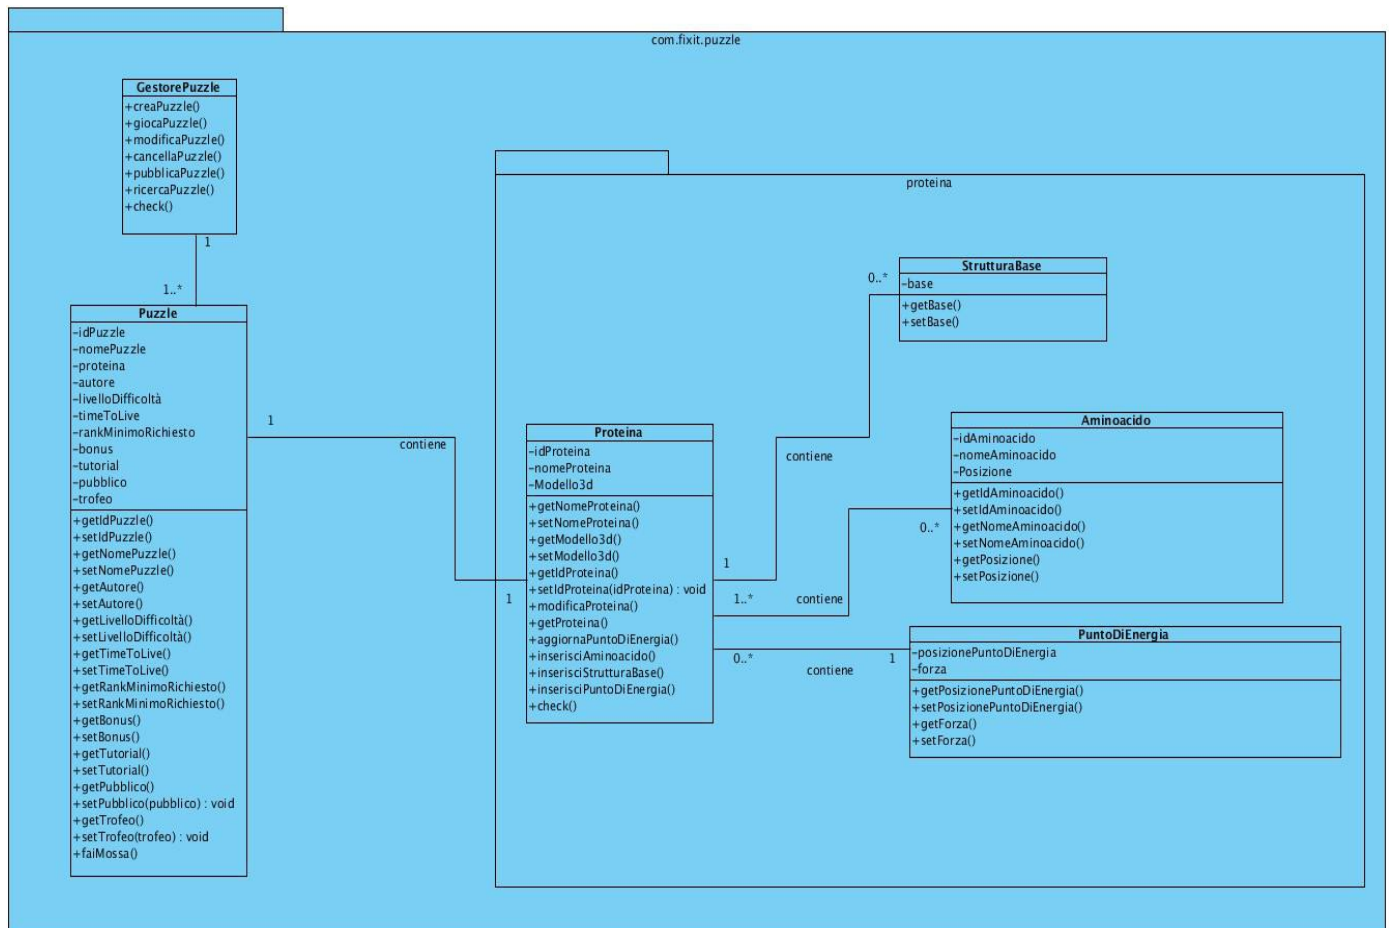 com.fixit.puzzle
GestorePuzzle
+creaPuzzle()
+giocaPuzzle()
+modificaPuzzle()
+cancellaPuzzle()
+pubblicaPuzzle()
+ricercaPuzzle()
+check()
1
1..*
Puzzle
-idPuzzle
-nomePuzzle
-proteina
-autore
-livelloDifficoltà
-timeToLive
-rankMinimoRichiesto
-bonus
-tutorial
-pubblico
-trofeo
+getIdPuzzle()
+setIdPuzzle()
+getNomePuzzle()
+setNomePuzzle()
+getAutore()
+setAutore()
+getLivelloDifficoltà()
+setLivelloDifficoltà()
+getTimeToLive()
+setTimeToLive()
+getRankMinimoRichiesto()
+setRankMinimoRichiesto()
+getBonus()
+setBonus()
+getTutorial()
+setTutorial()
+getPubblico()
+setPubblico(pubblico) : void
+getTrofeo()
+setTrofeo(trofeo) : void
+faiMossa()
1
contiene
1
proteina
Proteina
-idProteina
-nomeProteina
-Modello3d
+getNomeProteina()
+setNomeProteina()
+getModello3d()
+setModello3d()
+getIdProteina()
+setIdProteina(idProteina) : void
+modificaProteina()
+getProteina()
+aggiornaPuntoDiEnergia()
+inserisciAminoacido()
+inserisciStrutturaBase()
+inserisciPuntoDiEnergia()
+check()
1
contiene
0..*
StrutturaBase
-base
+getBase()
+setBase()
1..*
contiene
0..*
Aminoacido
-idAminoacido
-nomeAminoacido
-Posizione
+getIdAminoacido()
+setIdAminoacido()
+getNomeAminoacido()
+setNomeAminoacido()
+getPosizione()
+setPosizione()
0..*
contiene
1
PuntoDiEnergia
-posizionePuntoDiEnergia
-forza
+getPosizionePuntoDiEnergia()
+setPosizionePuntoDiEnergia()
+getForza()
+setForza()